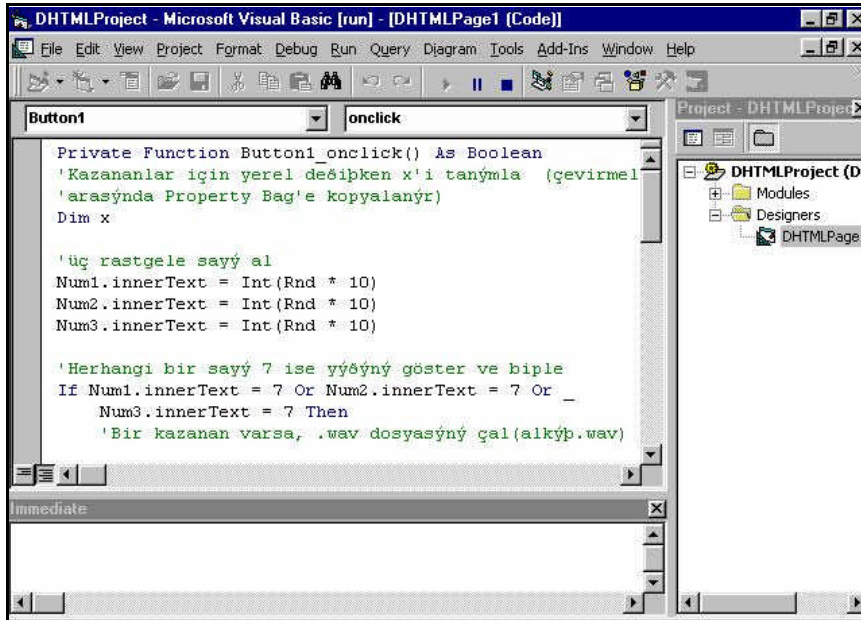 DHTMLProject - Microsoft Visual Basic [run] - [DHTMLPage1 (Code)]
File Edit View Project Format Debug Run Query Diagram Tools Add-Ins Window Help
Button1 onclick
Private Function Button1_onclick() As Boolean
'Kazananlar için yerel deðiþken x'i tanýmla (çevirmel
'arasýnda Property Bag'e kopyalanýr)
Dim x
'üç rastgele sayý al
Num1.innerText = Int(Rnd * 10)
Num2.innerText = Int(Rnd * 10)
Num3.innerText = Int(Rnd * 10)
'Herhangi bir sayý 7 ise yýðýný göster ve biple
If Num1.innerText = 7 Or Num2.innerText = 7 Or _
Num3.innerText = 7 Then
'Bir kazanan varsa, .wav dosyasýný çal(alkýþ.wav)
Immediate
Project - DHTMLProjec
DHTMLProject (D
Modules
Designers
DHTMLPage